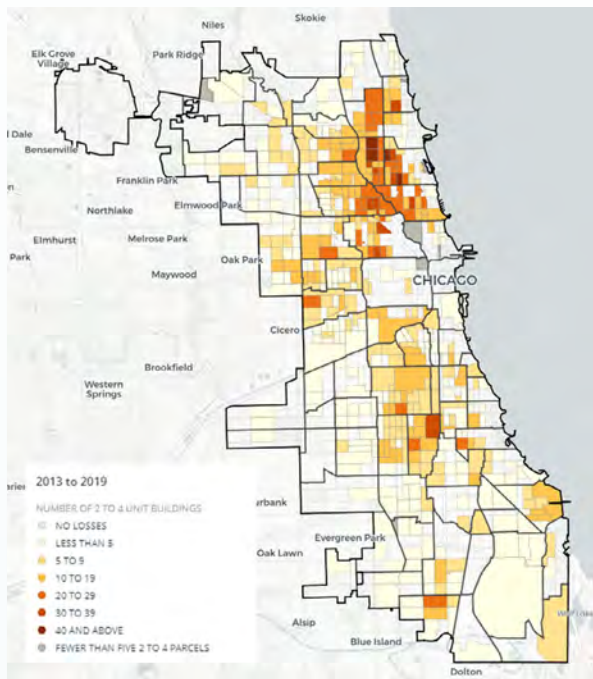 Skokie
Niles
Elk Grove
Village
Park Ridge
Dale
Bensenville
Franklin Park
Northlake
Elmwood Park
Elmhurst
Melrose Park
Park
Oak Park
Maywood
CHICAGO
Cicero
Brookfield
Western
Springs
2013 to 2019
NUMBER OF 2 TO 4 UNIT BUILDINGS
NO LOSSES
LESS THAN 5
5 TO 9
10 TO 19
20 TO 29
30 TO 39
40 AND ABOVE
FEWER THAN FIVE 2 TO 4 PARCELS
urbank
Evergreen Park
Oak Lawn
Alsip
Blue Island
Dolton